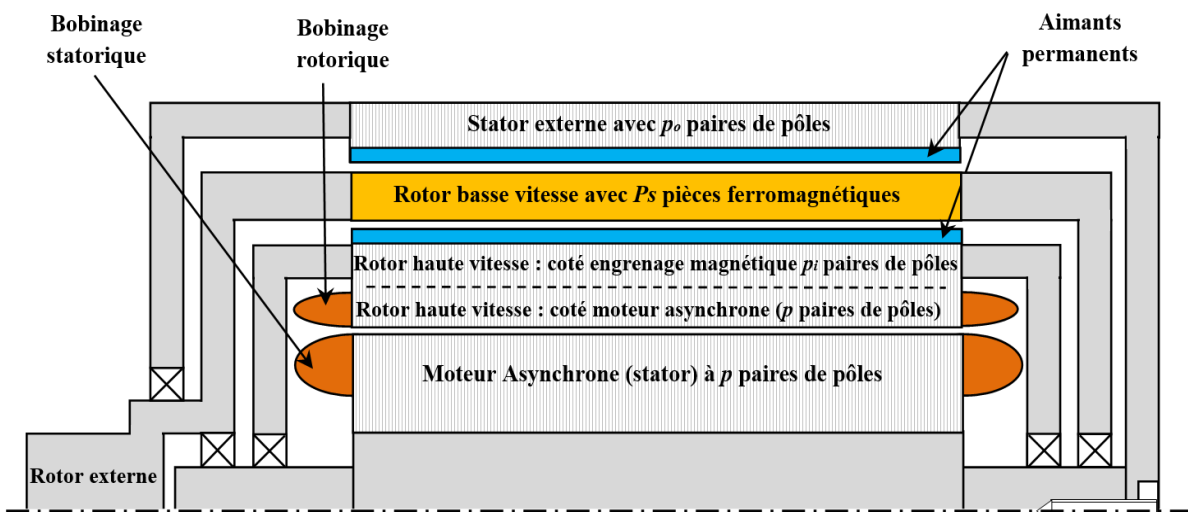 Bobinage
statorique
Bobinage
rotorique
Aimants
permanents
Stator externe avec po paires de pôles
Rotor basse vitesse avec Ps pièces ferromagnétiques
Rotor haute vitesse : coté engrenage magnétique pi paires de pôles
Rotor haute vitesse : coté moteur asynchrone (p paires de pôles)
Moteur Asynchrone (stator) à p paires de pôles
Rotor externe